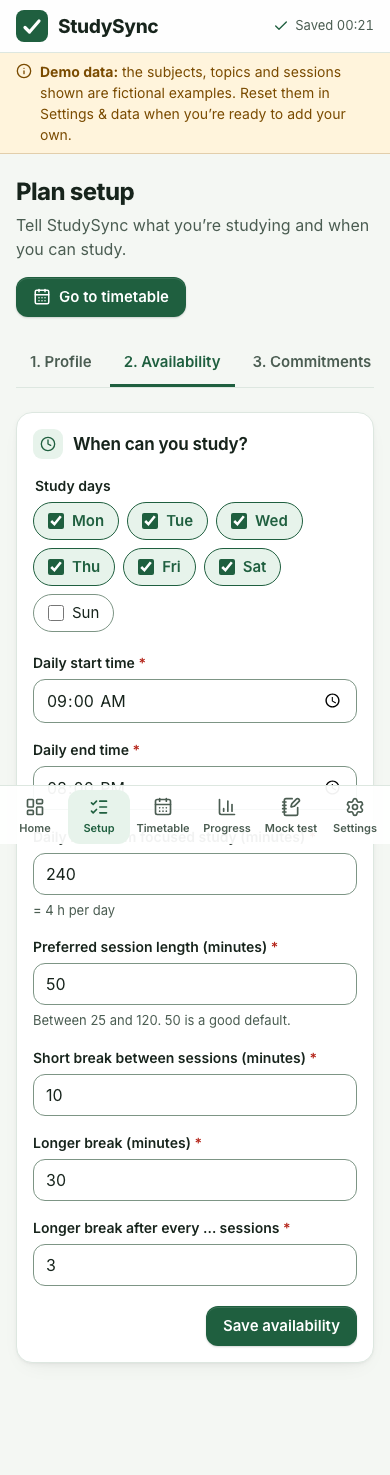 StudySync
Saved 00:21
Demo data: the subjects, topics and sessions
shown are fictional examples. Reset them in
Settings & data when you’re ready to add your
own.
Plan setup
Tell StudySync what you’re studying and when
you can study.
Go to timetable
1. Profile
2. Availability
3. Commitments
When can you study?
Study days
Mon
Tue
Wed
Thu
Fri
Sat
Sun
Daily start time *
09:00 AM
Daily end time *
Home
Setup
Timetable
Progress
Mock test
Settings
focused study (minutes) *
240
= 4 h per day
Preferred session length (minutes) *
50
Between 25 and 120. 50 is a good default.
Short break between sessions (minutes) *
10
Longer break (minutes) *
30
Longer break after every … sessions *
3
Save availability